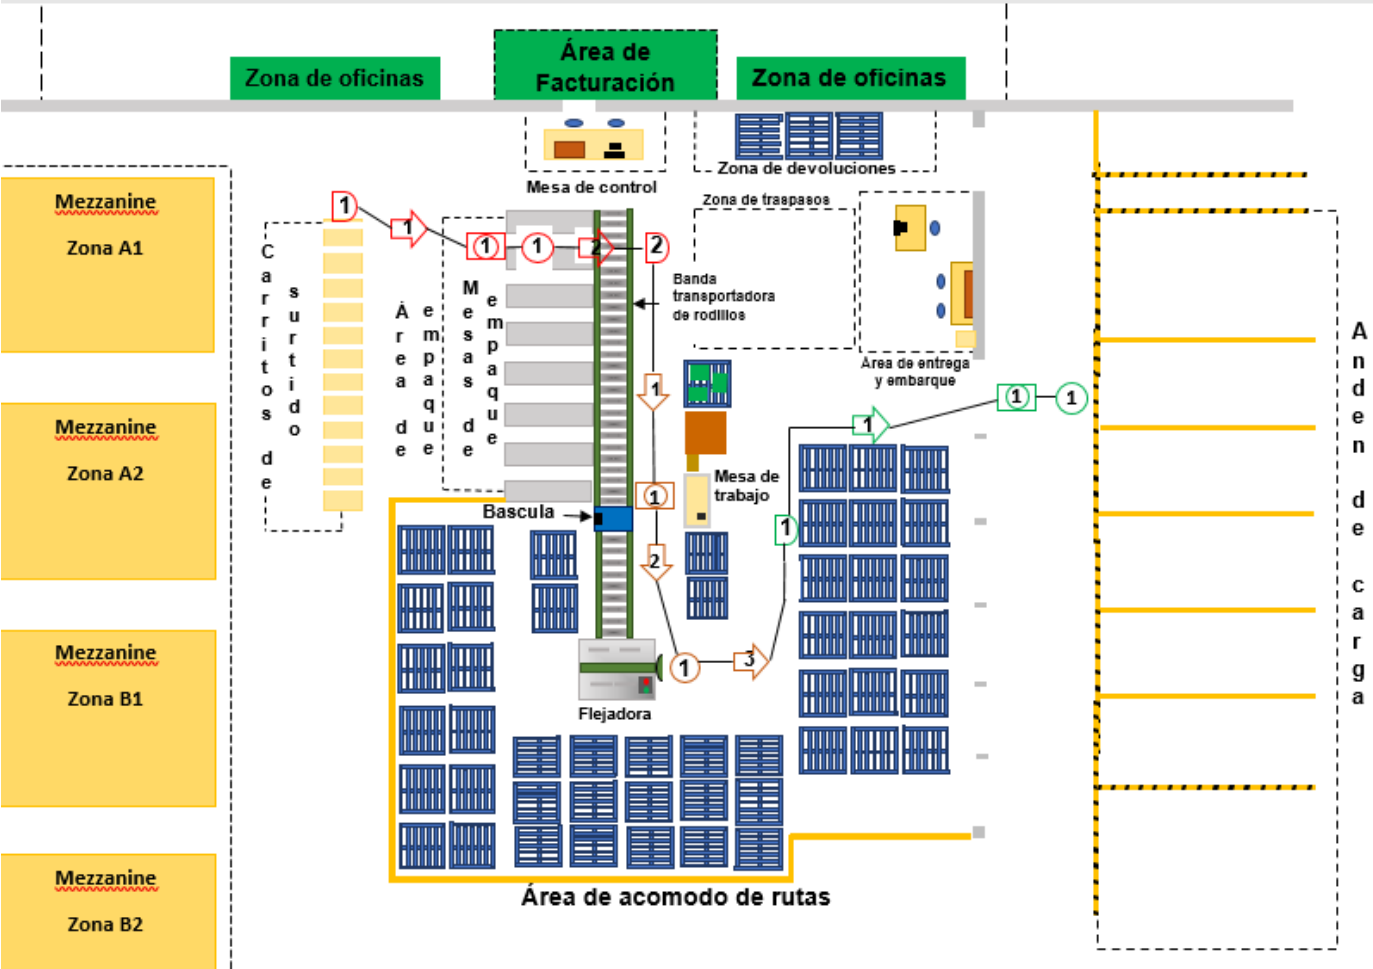 Zona de oficinas
Área de
Facturación
Zona de oficinas
Mesa de control
Zona de devoluciones
Zona de traspasos
Mezzanine
Zona A1
Mezzanine
Zona A2
Mezzanine
Zona B1
Mezzanine
Zona B2
Carritos de
surtido
Área de
empaque
Mesas de
empaque
1
1
1
1
2
2
Banda
transportadora
de rodillos
Área de entrega
y embarque
1
1
2
1
3
Mesa de
trabajo
Bascula
Flejadora
1
1
1
1
Área de acomodo de rutas
Anden de carga